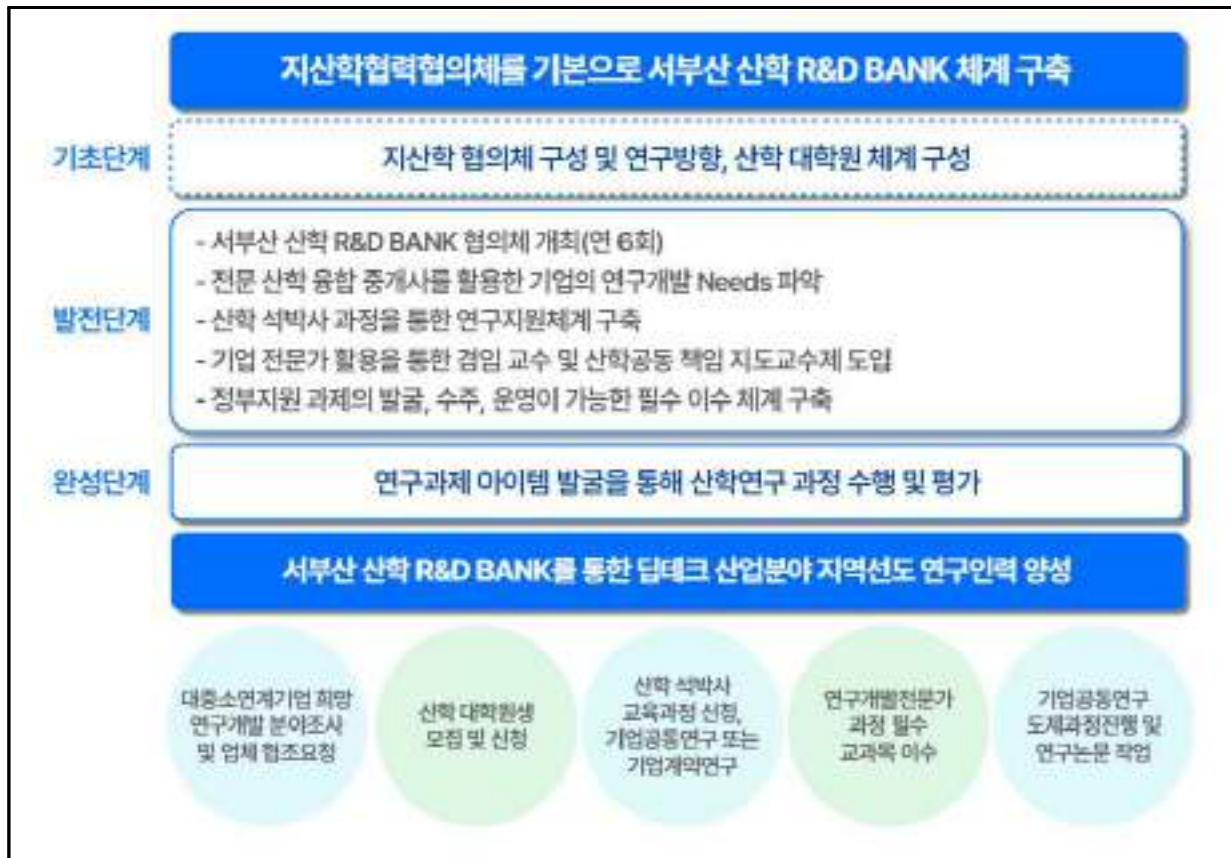 지산학협력협의체를 기본으로 서부산 산학 R&D BANK 체계 구축
기초단계
지산학 협의체 구성 및 연구방향, 산학 대학원 체계 구성
발전단계
- 서부산 산학 R&D BANK 협의체 개최(연 6회)
- 전문 산학 융합 중개사를 활용한 기업의 연구개발 Needs 파악
- 산학 석박사 과정을 통한 연구지원체계 구축
- 기업 전문가 활용을 통한 겸임 교수 및 산학공동 책임 지도교수제 도입
- 정부지원 과제의 발굴, 수주, 운영이 가능한 필수 이수 체계 구축
완성단계
연구과제 아이템 발굴을 통해 산학연구 과정 수행 및 평가
서부산 산학 R&D BANK를 통한 딥테크 산업분야 지역선도 연구인력 양성
대중소연계기업 희망
연구개발 분야조사
및 업체 협조요청
산학 대학원생
모집 및 신청
산학 석박사
교육과정 선정,
기업공동연구 또는
기업계약연구
연구개발전문가
과정 필수
교과목 이수
기업공동연구
도제과정진행 및
연구논문 작업